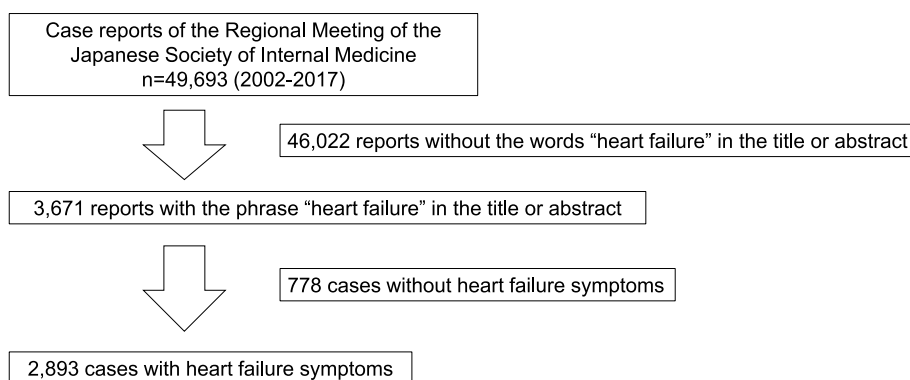 Case reports of the Regional Meeting of the
Japanese Society of Internal Medicine
n=49,693 (2002-2017)
46,022 reports without the words “heart failure” in the title or abstract
3,671 reports with the phrase “heart failure” in the title or abstract
778 cases without heart failure symptoms
2,893 cases with heart failure symptoms